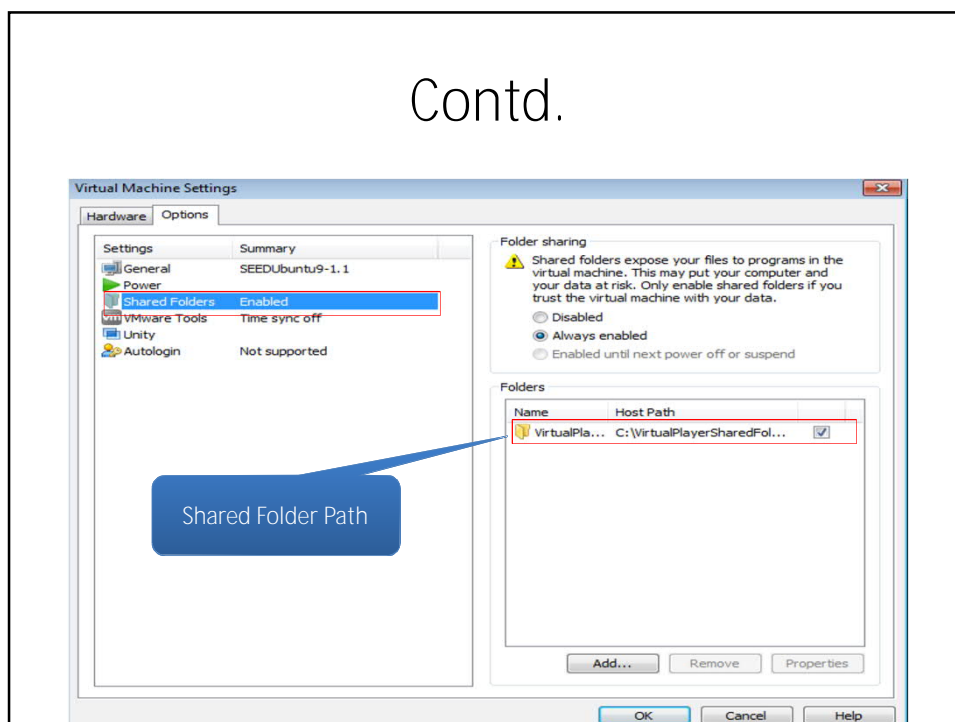 Contd.
Virtual Machine Settings
Hardware Options
Settings Summary
General SEEDUbuntu9-1.1
Power
Shared Folders Enabled
VMware Tools Time sync off
Unity
Autologin Not supported
Folder sharing
Shared folders expose your files to programs in the
virtual machine. This may put your computer and
your data at risk. Only enable shared folders if you
trust the virtual machine with your data.
Disabled
Always enabled
Enabled until next power off or suspend
Folders
Name Host Path
VirtualPla... C:\VirtualPlayerSharedFol...
Shared Folder Path
Add... Remove Properties
OK Cancel Help